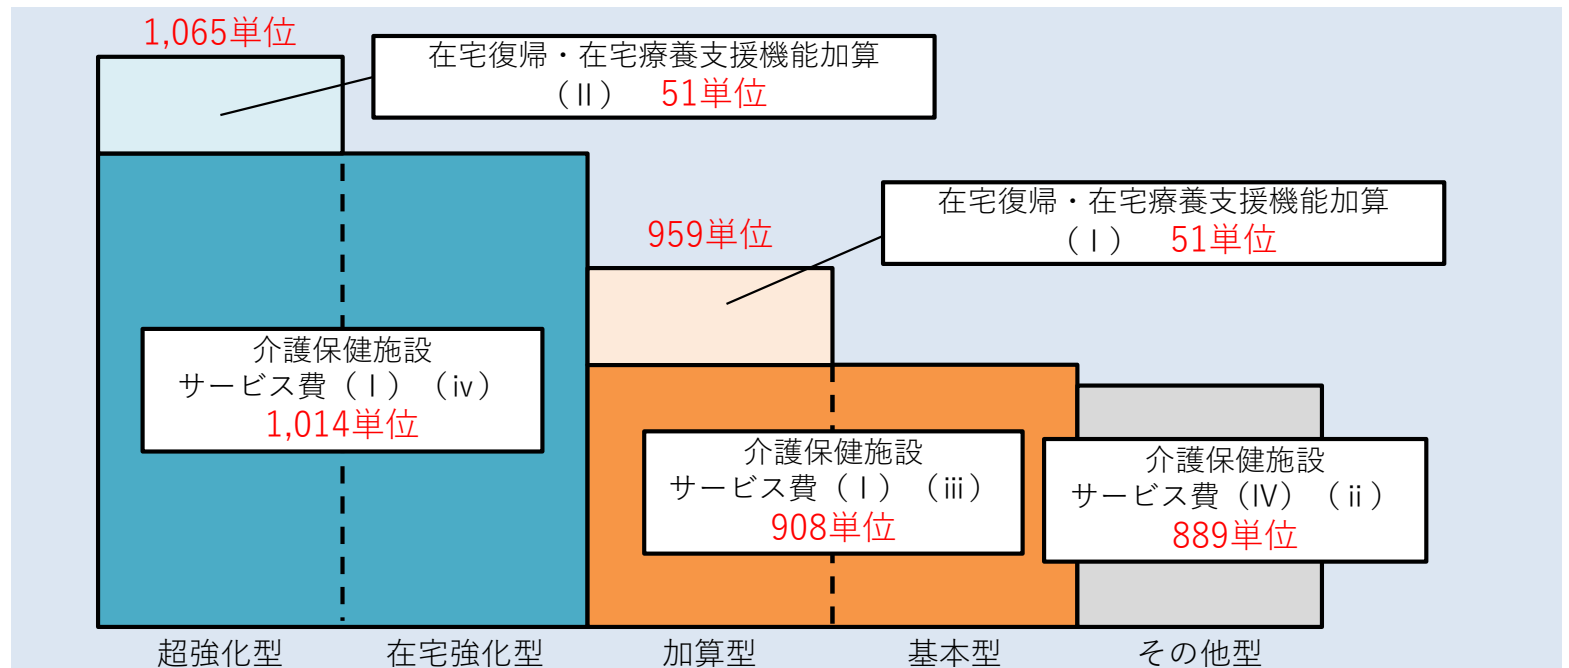 1,065単位
在宅復帰・在宅療養支援機能加算
（Ⅱ）　51単位
在宅復帰・在宅療養支援機能加算
（Ⅰ）　51単位
959単位
介護保健施設
サービス費（Ⅰ）（ⅳ）
1,014単位
介護保健施設
サービス費（Ⅰ）（ⅲ）
908単位
介護保健施設
サービス費（Ⅳ）（ⅱ）
889単位
超強化型　在宅強化型　加算型　基本型　その他型